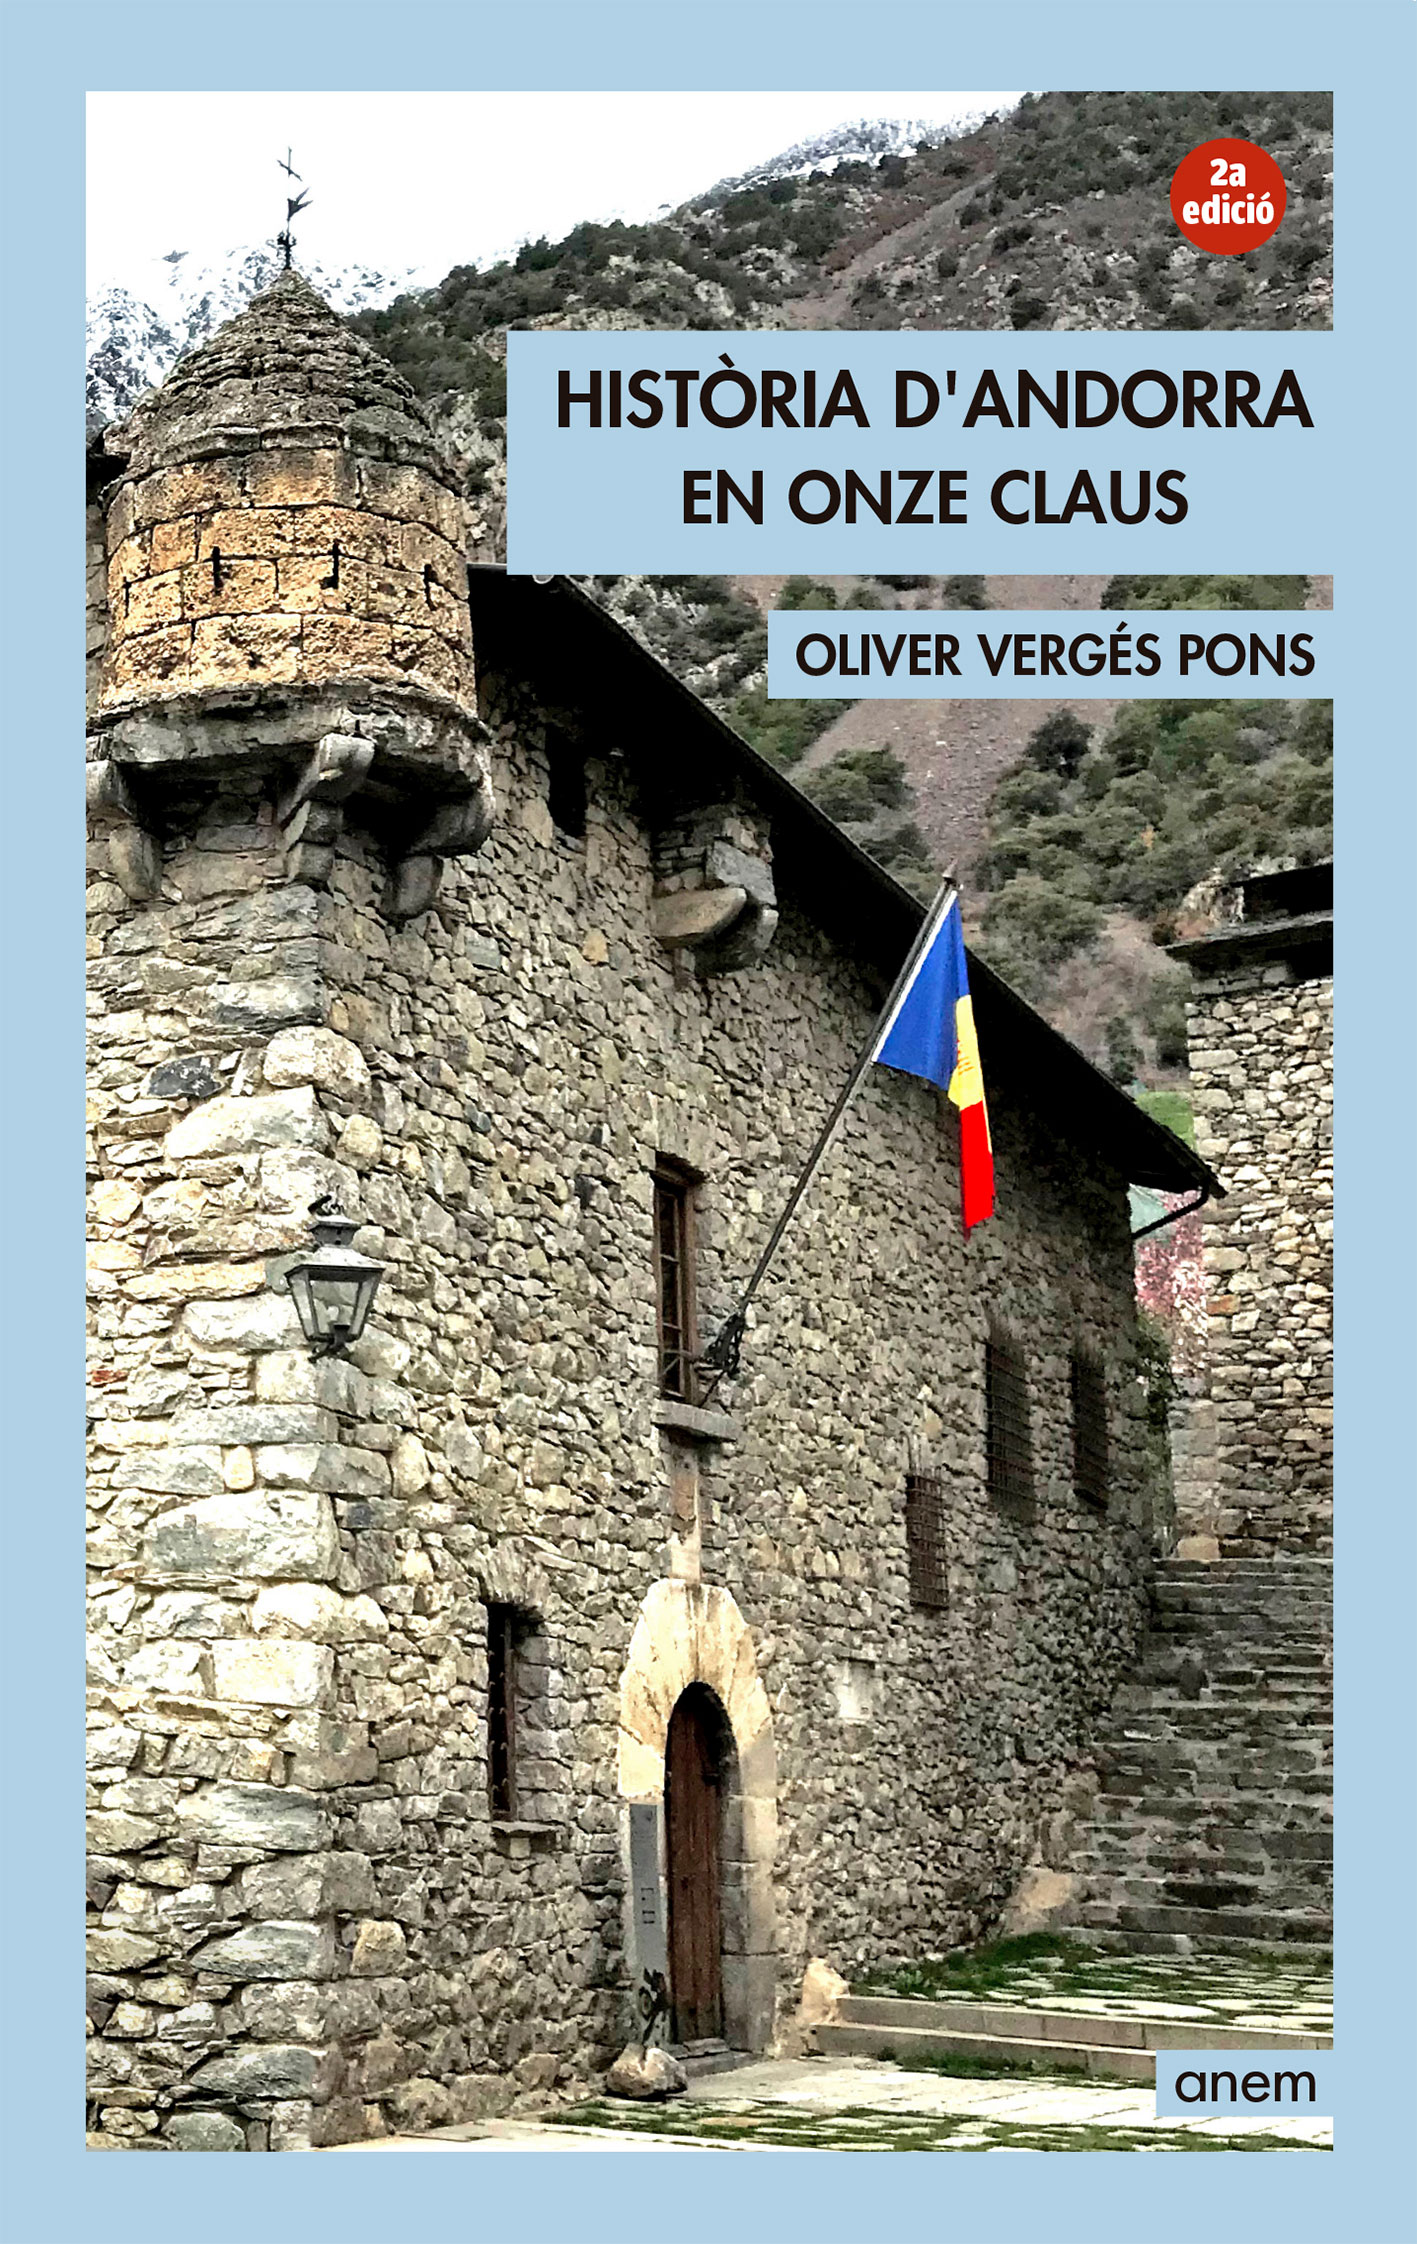 2a
edició
HISTÒRIA D'ANDORRA
EN ONZE CLAUS
OLIVER VERGÉS PONS
anem